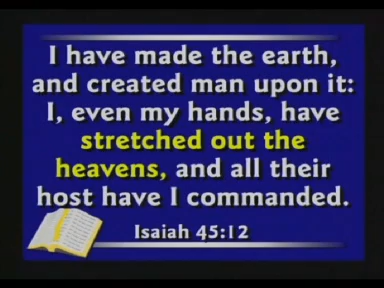 I have made the earth,
and created man upon it:
I, even my hands, have
stretched out the
heavens, and all their
host have I commanded.
Isaiah 45:12